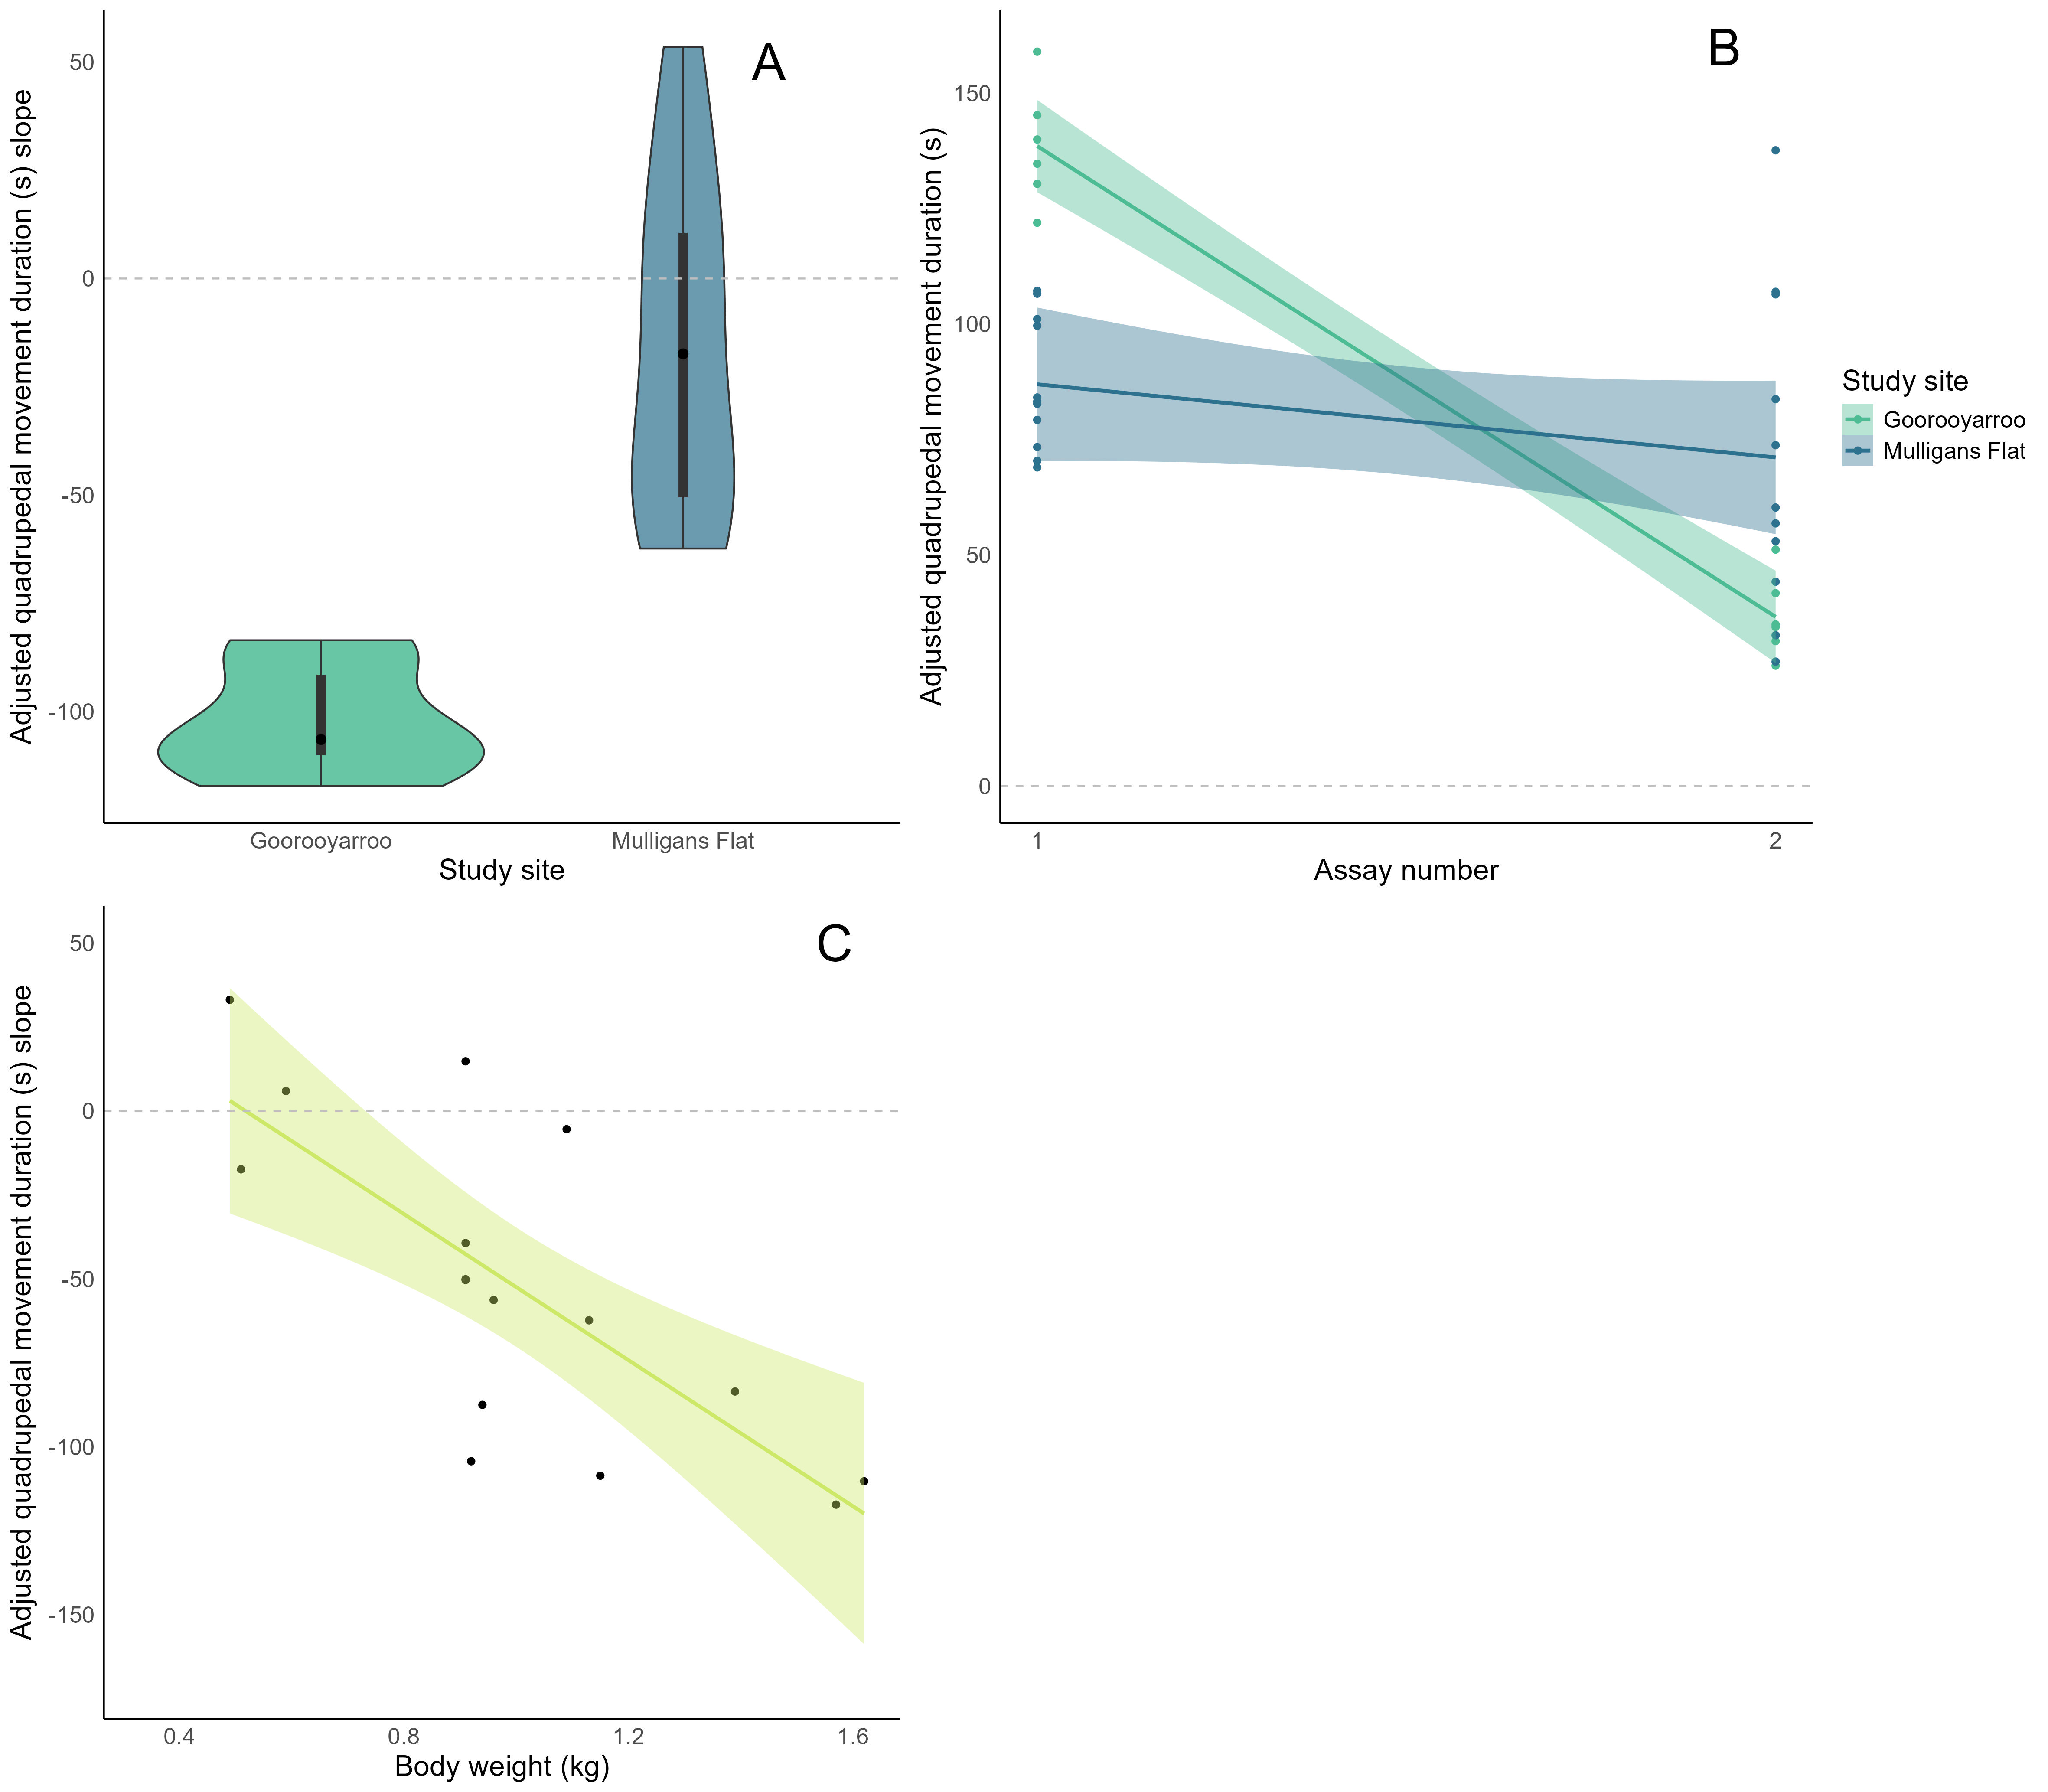 A
Adjusted quadrupedal movement duration (s) slope
50
0
-50
-100
Goorooyarroo
Mulligans Flat
Study site
B
Adjusted quadrupedal movement duration (s)
150
100
50
0
1
2
Assay number
Study site
Goorooyarroo
Mulligans Flat
C
Adjusted quadrupedal movement duration (s) slope
50
0
-50
-100
-150
0.4
0.8
1.2
1.6
Body weight (kg)